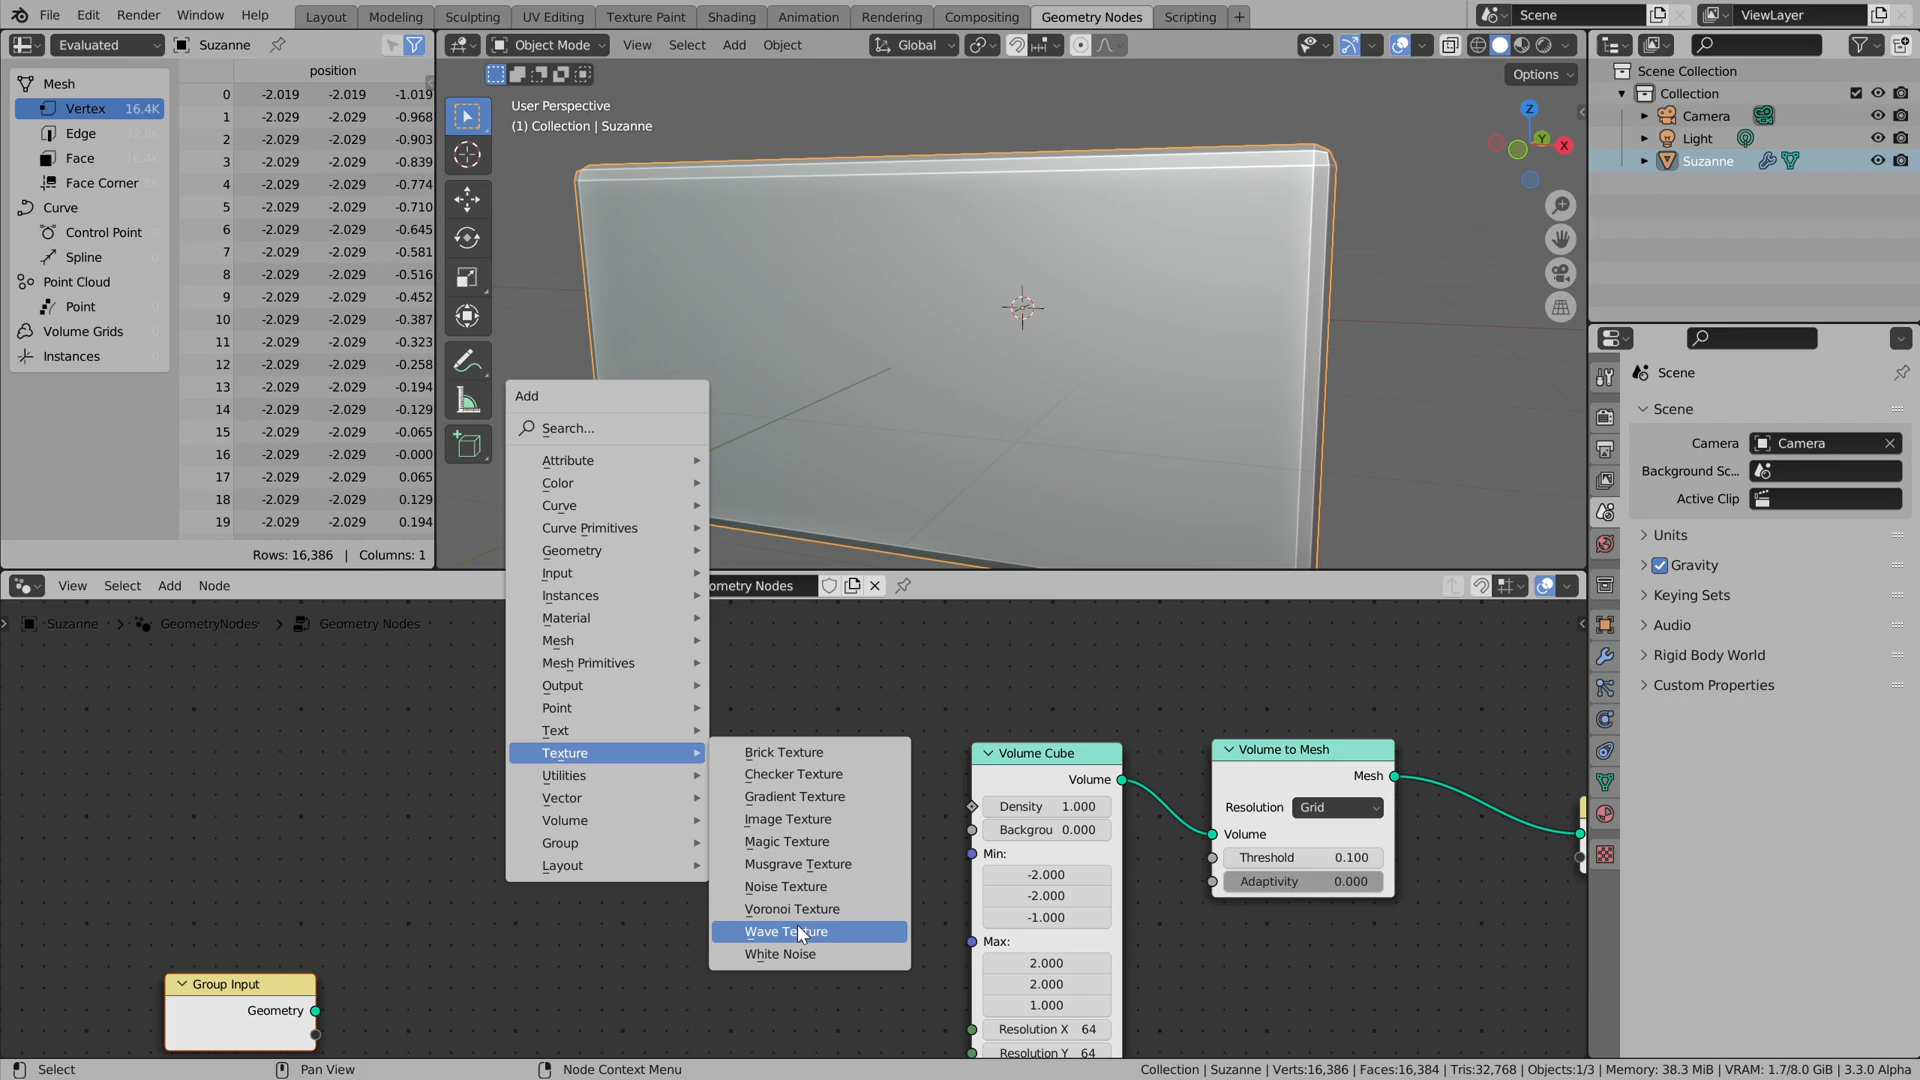 File Edit Render Window Help
Layout Modeling Sculpting UV Editing Texture Paint Shading Animation Rendering Compositing Geometry Nodes Scripting +
Scene ViewLayer
Evaluated Suzanne
Object Mode View Select Add Object Global
Options
position
Mesh
Vertex 16.4K
Edge 32.8K
Face 16.4K
Face Corner
Curve
Control Point 0
Spline 0
Point Cloud
Point 0
Volume Grids 0
Instances 0
0 -2.019 -2.019 -1.019
1 -2.029 -2.029 -0.968
2 -2.029 -2.029 -0.903
3 -2.029 -2.029 -0.839
4 -2.029 -2.029 -0.774
5 -2.029 -2.029 -0.710
6 -2.029 -2.029 -0.645
7 -2.029 -2.029 -0.581
8 -2.029 -2.029 -0.516
9 -2.029 -2.029 -0.452
10 -2.029 -2.029 -0.387
11 -2.029 -2.029 -0.323
12 -2.029 -2.029 -0.258
13 -2.029 -2.029 -0.194
14 -2.029 -2.029 -0.129
15 -2.029 -2.029 -0.065
16 -2.029 -2.029 -0.000
17 -2.029 -2.029 0.065
18 -2.029 -2.029 0.129
19 -2.029 -2.029 0.194
Rows: 16,386 | Columns: 1
User Perspective
(1) Collection | Suzanne
Z
Y
X
Scene Collection
Collection
Camera
Light
Suzanne
Scene
Scene
Camera Camera
Background Sc...
Active Clip
Units
Gravity
Keying Sets
Audio
Rigid Body World
Custom Properties
View Select Add Node
ometry Nodes
Suzanne GeometryNodes Geometry Nodes
Add
Search...
Attribute
Color
Curve
Curve Primitives
Geometry
Input
Instances
Material
Mesh
Mesh Primitives
Output
Point
Text
Texture
Utilities
Vector
Volume
Group
Layout
Brick Texture
Checker Texture
Gradient Texture
Image Texture
Magic Texture
Musgrave Texture
Noise Texture
Voronoi Texture
Wave Texture
White Noise
Group Input
Geometry
Volume Cube
Volume
Density 1.000
Backgrou 0.000
Min:
-2.000
-2.000
-1.000
Max:
2.000
2.000
1.000
Resolution X 64
Resolution Y 64
Volume to Mesh
Mesh
Resolution Grid
Volume
Threshold 0.100
Adaptivity 0.000
Select Pan View Node Context Menu
Collection | Suzanne | Verts:16,386 | Faces:16,384 | Tris:32,768 | Objects:1/3 | Memory: 38.3 MiB | VRAM: 1.7/8.0 GiB | 3.3.0 Alpha